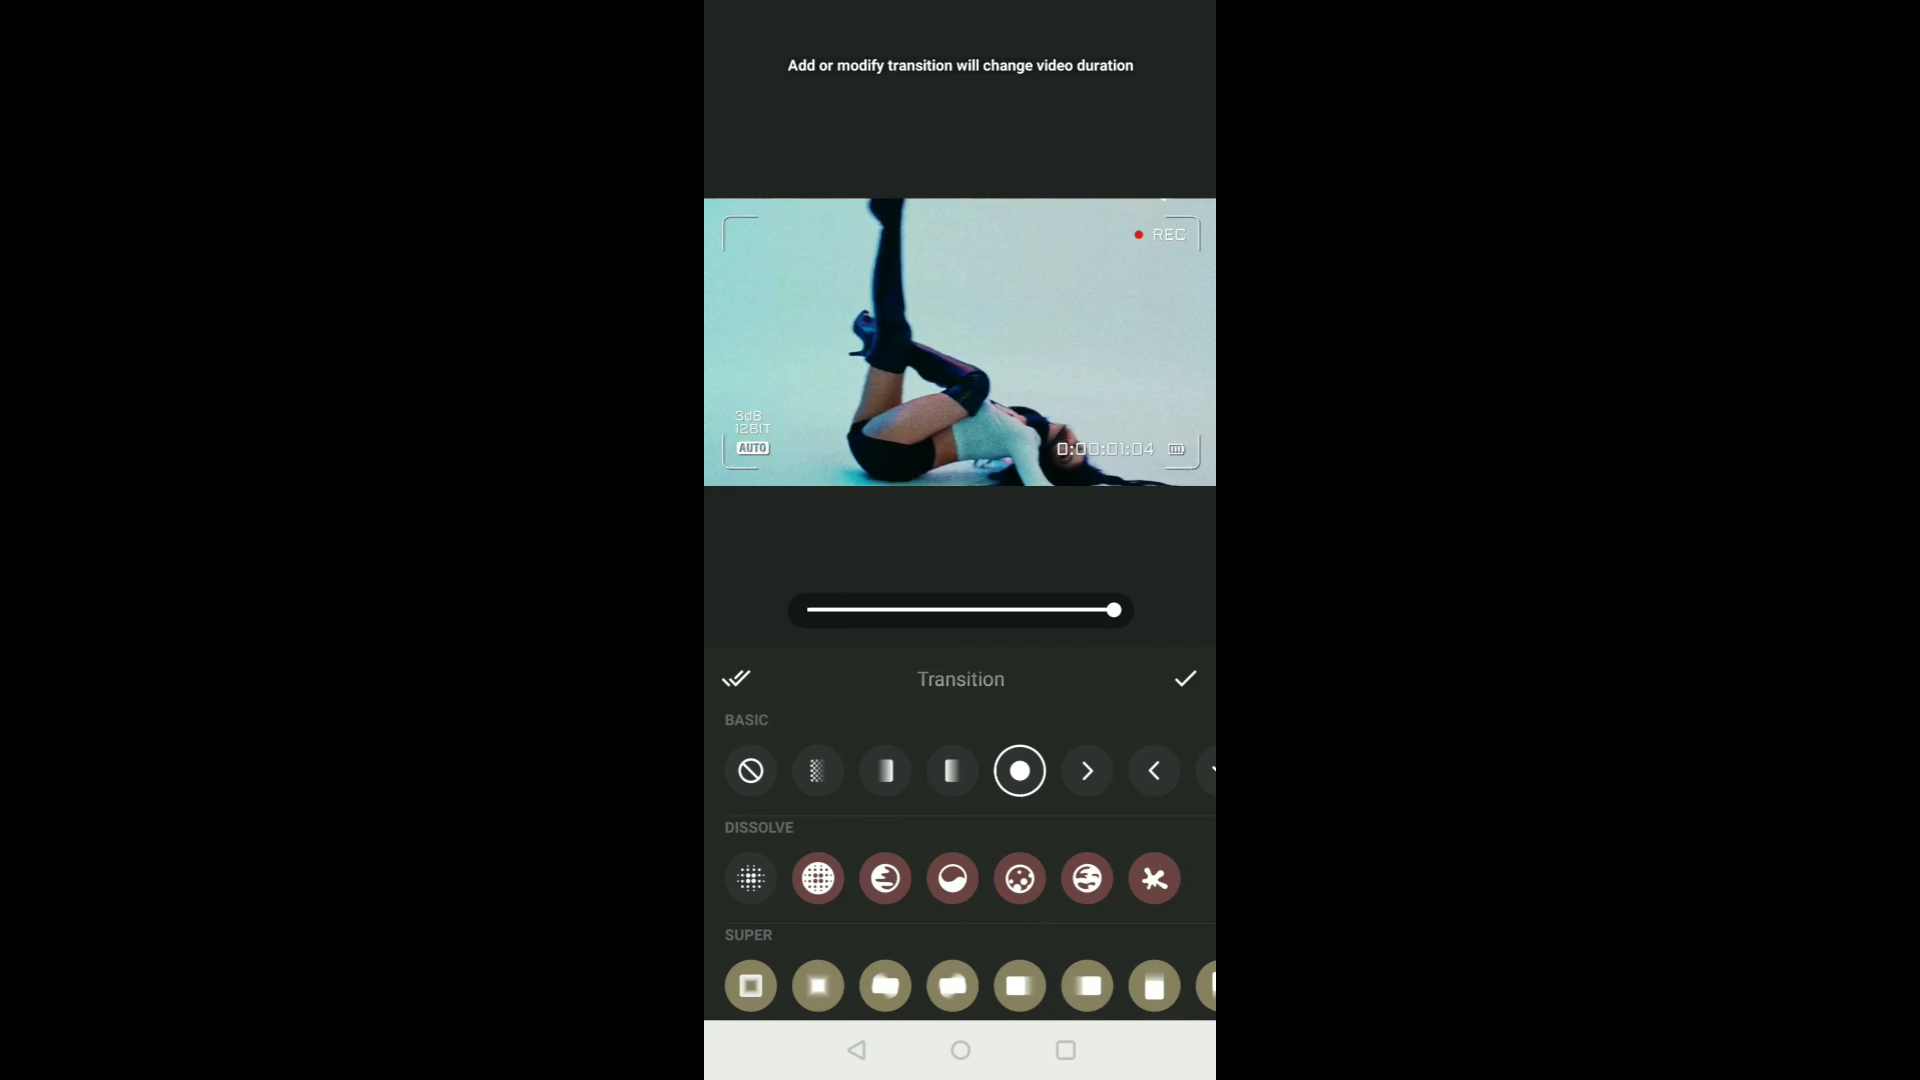 Add or modify transition will change video duration
REC
3dB
12BIT
AUTO
0:00:01:04
Transition
BASIC
DISSOLVE
SUPER